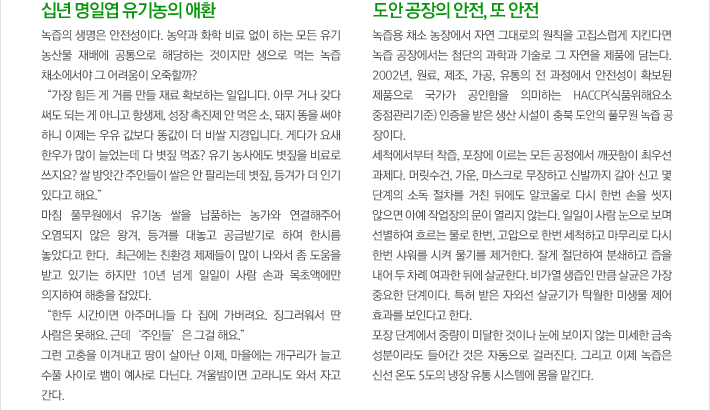 십년 명일엽 유기농의 애환
녹즙의 생명은 안전성이다. 농약과 화학 비료 없이 하는 모든 유기
농산물 재배에 공통으로 해당하는 것이지만 생으로 먹는 녹즙
채소에서야 그 어려움이 오죽할까?
“가장 힘든 게 거름 만들 재료 확보하는 일입니다. 아무 거나 갖다
써도 되는 게 아니고 항생제, 성장 촉진제 안 먹은 소, 돼지 똥을 써야
하니 이제는 우유 값보다 똥값이 더 비쌀 지경입니다. 게다가 요새
한우가 많이 늘었는데 다 볏짚 먹죠? 유기 농사에도 볏짚을 비료로
쓰지요? 쌀 방앗간 주인들이 쌀은 안 팔리는데 볏짚, 등겨가 더 인기
있다고 해요.”
마침 풀무원에서 유기농 쌀을 납품하는 농가와 연결해주어
오염되지 않은 왕겨, 등겨를 대놓고 공급받기로 하여 한시름
놓았다고 한다. 최근에는 친환경 제제들이 많이 나와서 좀 도움을
받고 있기는 하지만 10년 넘게 일일이 사람 손과 목초액에만
의지하여 해충을 잡았다.
“한두 시간이면 아주머니들 다 집에 가버려요. 징그러워서 딴
사람은 못해요. 근데 ‘주인들’은 그걸 해요.”
그런 고충을 이겨내고 땅이 살아난 이제, 마을에는 개구리가 늘고
수풀 사이로 뱀이 예사로 다닌다. 겨울밤이면 고라니도 와서 자고
간다.
도안 공장의 안전, 또 안전
녹즙용 채소 농장에서 자연 그대로의 원칙을 고집스럽게 지킨다면
녹즙 공장에서는 첨단의 과학과 기술로 그 자연을 제품에 담는다.
2002년, 원료, 제조, 가공, 유통의 전 과정에서 안전성이 확보된
제품으로 국가가 공인함을 의미하는 HACCP(식품위해요소
중점관리기준) 인증을 받은 생산 시설이 충북 도안의 풀무원 녹즙 공
장이다.
세척에서부터 착즙, 포장에 이르는 모든 공정에서 깨끗함이 최우선
과제다. 머릿수건, 가운, 마스크로 무장하고 신발까지 갈아 신고 몇
단계의 소독 절차를 거친 뒤에도 알코올로 다시 한번 손을 씻지
않으면 아예 작업장의 문이 열리지 않는다. 일일이 사람 눈으로 보며
선별하여 흐르는 물로 한번, 고압으로 한번 세척하고 마무리로 다시
한번 샤워를 시켜 물기를 제거한다. 잘게 절단하여 분쇄하고 즙을
내어 두 차례 여과한 뒤에 살균한다. 비가열 생즙인 만큼 살균은 가장
중요한 단계이다. 특허 받은 자외선 살균기가 탁월한 미생물 제어
효과를 보인다고 한다.
포장 단계에서 중량이 미달한 것이나 눈에 보이지 않는 미세한 금속
성분이라도 들어간 것은 자동으로 걸러진다. 그리고 이제 녹즙은
신선 온도 5도의 냉장 유통 시스템에 몸을 맡긴다.